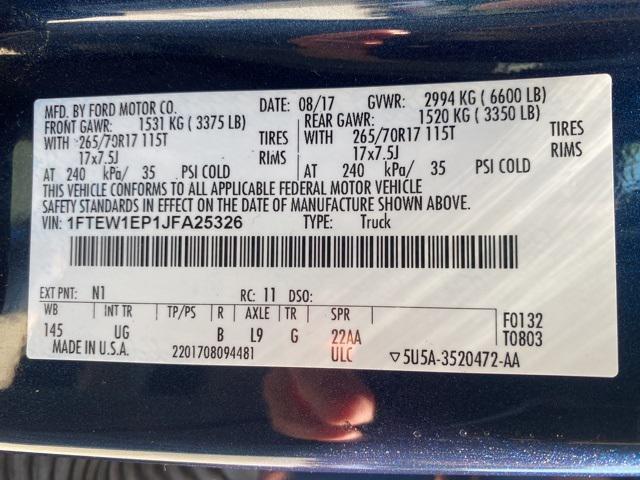 MFD. BY FORD MOTOR CO. DATE: 08/17 GVWR: 2994 KG ( 6600 LB)
FRONT GAWR: 1531 KG ( 3375 LB) REAR GAWR: 1520 KG ( 3350 LB)
WITH 265/70R17 115T TIRES WITH 265/70R17 115T TIRES
17x7.5J RIMS 17x7.5J RIMS
AT 240 kPa/ 35 PSI COLD AT 240 kPa/ 35 PSI COLD
THIS VEHICLE CONFORMS TO ALL APPLICABLE FEDERAL MOTOR VEHICLE
SAFETY STANDARDS IN EFFECT ON THE DATE OF MANUFACTURE SHOWN ABOVE.
VIN: 1FTEW1EP1JFA25326 TYPE: Truck
EXT PNT: N1 RC: 11 DSO:
WB INT TR TP/PS R AXLE TR SPR F0132
145 UG B L9 G 22AA T0803
MADE IN U.S.A. 2201708094481 ULC ▽5U5A-3520472-AA